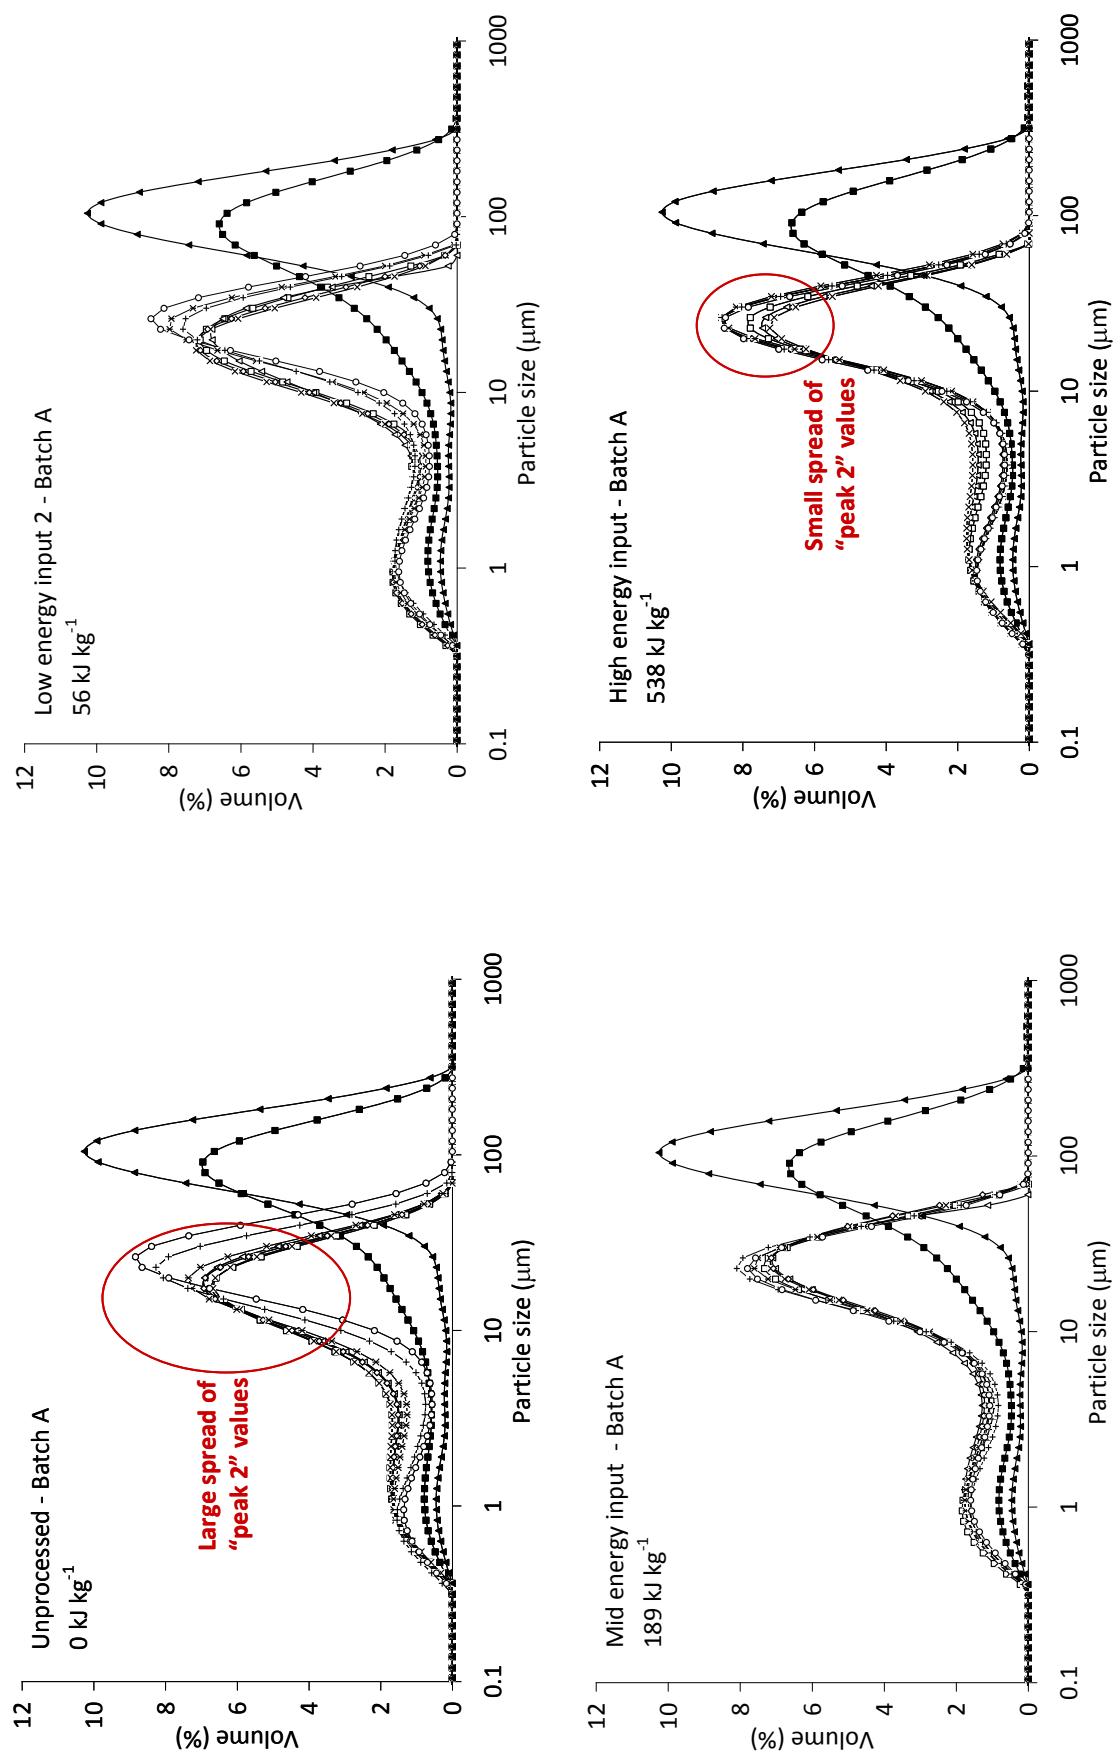 Unprocessed - Batch A
0 kJ kg-1
12
10
8
6
4
2
0
Volume (%)
0.1
1
10
100
1000
Particle size (μm)
Large spread of
“peak 2” values
Low energy input 2 - Batch A
56 kJ kg-1
12
10
8
6
4
2
0
Volume (%)
0.1
1
10
100
1000
Particle size (μm)
Mid energy input - Batch A
189 kJ kg-1
12
10
8
6
4
2
0
Volume (%)
0.1
1
10
100
1000
Particle size (μm)
High energy input - Batch A
538 kJ kg-1
12
10
8
6
4
2
0
Volume (%)
0.1
1
10
100
1000
Particle size (μm)
Small spread of
“peak 2” values